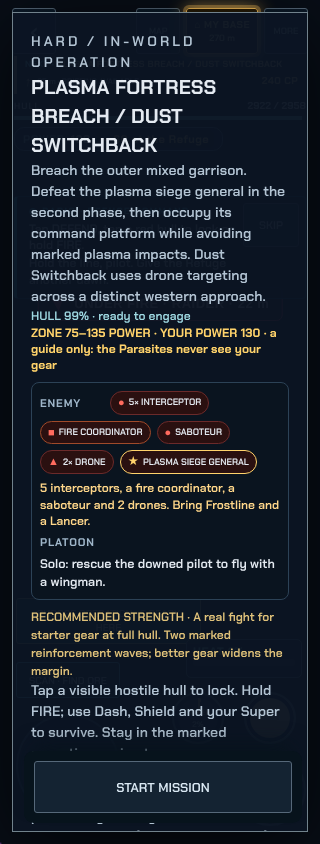 HARD / IN-WORLD
OPERATION
PLASMA FORTRESS
BREACH / DUST
SWITCHBACK
Breach the outer mixed garrison.
Defeat the plasma siege general in the
second phase, then occupy its
command platform while avoiding
marked plasma impacts. Dust
Switchback uses drone targeting
across a distinct western approach.
HULL 99% · ready to engage
ZONE 75–135 POWER · YOUR POWER 130 · a
guide only: the Parasites never see your
gear
ENEMY
5× INTERCEPTOR
FIRE COORDINATOR
SABOTEUR
2× DRONE
PLASMA SIEGE GENERAL
5 interceptors, a fire coordinator, a
saboteur and 2 drones. Bring Frostline and
a Lancer.
PLATOON
Solo: rescue the downed pilot to fly with
a wingman.
RECOMMENDED STRENGTH · A real fight for
starter gear at full hull. Two marked
reinforcement waves; better gear widens the
margin.
Tap a visible hostile hull to lock. Hold
FIRE; use Dash, Shield and your Super
to survive. Stay in the marked
START MISSION